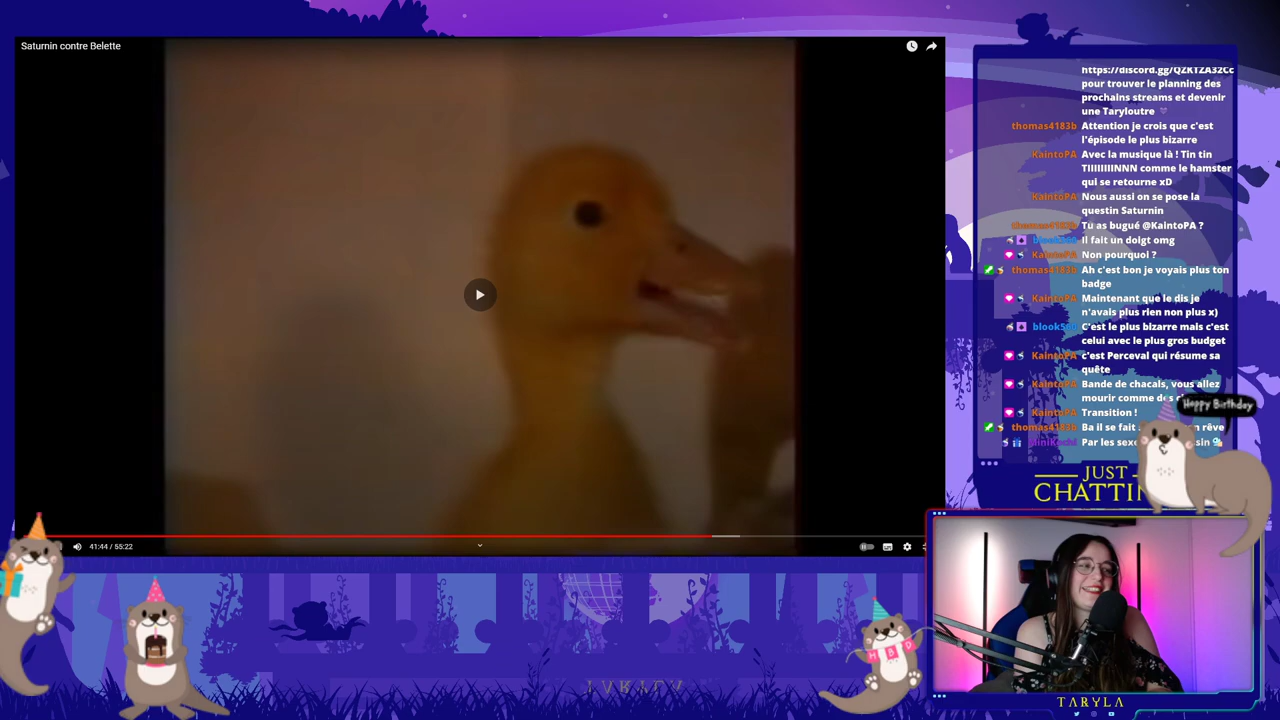 Saturnin contre Belette
https://discord.gg/QZKTZA32Cc
pour trouver le planning des
prochains streams et devenir
une Taryloutre
thomas4183b Attention je crois que c'est
l'épisode le plus bizarre
KaintoPA Avec la musique là ! Tin tin
TIIIIIIIINNN comme le hamster
qui se retourne xD
KaintoPA Nous aussi on se pose la
questin Saturnin
thomas4183b Tu as bugué @KaintoPA ?
Il fait un doigt omg
KaintoPA Non pourquoi ?
thomas4183b Ah c'est bon je voyais plus ton
badge
KaintoPA Maintenant que le dis je
n'avais plus rien non plus x)
blook560 C'est le plus bizarre mais c'est
celui avec le plus gros budget
KaintoPA c'est Perceval qui résume sa
quête
KaintoPA Bande de chacals, vous allez
mourir comme des
KaintoPA Transition !
thomas4183b Ba il se fait rêve
Par les
Happy Birthday
JUST
CHATTIN
41:44 / 55:22
HBD
TARYLA